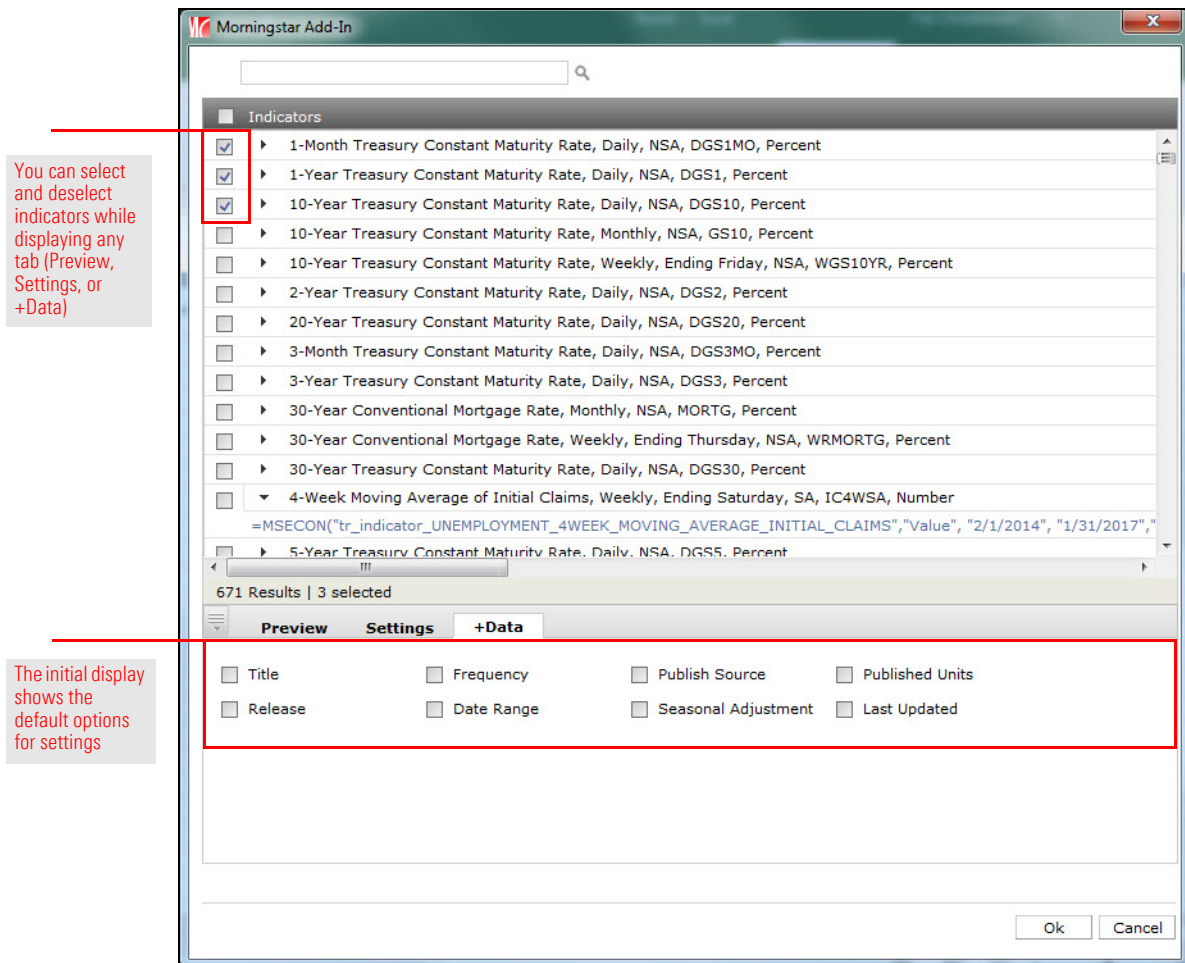 Morningstar Add-In
Indicators
1-Month Treasury Constant Maturity Rate, Daily, NSA, DGS1MO, Percent
1-Year Treasury Constant Maturity Rate, Daily, NSA, DGS1, Percent
10-Year Treasury Constant Maturity Rate, Daily, NSA, DGS10, Percent
10-Year Treasury Constant Maturity Rate, Monthly, NSA, GS10, Percent
10-Year Treasury Constant Maturity Rate, Weekly, Ending Friday, NSA, WGS10YR, Percent
2-Year Treasury Constant Maturity Rate, Daily, NSA, DGS2, Percent
20-Year Treasury Constant Maturity Rate, Daily, NSA, DGS20, Percent
3-Month Treasury Constant Maturity Rate, Daily, NSA, DGS3MO, Percent
3-Year Treasury Constant Maturity Rate, Daily, NSA, DGS3, Percent
30-Year Conventional Mortgage Rate, Monthly, NSA, MORTG, Percent
30-Year Conventional Mortgage Rate, Weekly, Ending Thursday, NSA, WRMORTG, Percent
30-Year Treasury Constant Maturity Rate, Daily, NSA, DGS30, Percent
4-Week Moving Average of Initial Claims, Weekly, Ending Saturday, SA, IC4WSA, Number
=MSECON("tr_indicator_UNEMPLOYMENT_4WEEK_MOVING_AVERAGE_INITIAL_CLAIMS","Value", "2/1/2014", "1/31/2017","
5-Year Treasury Constant Maturity Rate, Daily, NSA, DGS5, Percent
671 Results | 3 selected
Preview Settings +Data
Title Frequency Publish Source Published Units
Release Date Range Seasonal Adjustment Last Updated
Ok Cancel
You can select
and deselect
indicators while
displaying any
tab (Preview,
Settings, or
+Data)
The initial display
shows the
default options
for settings